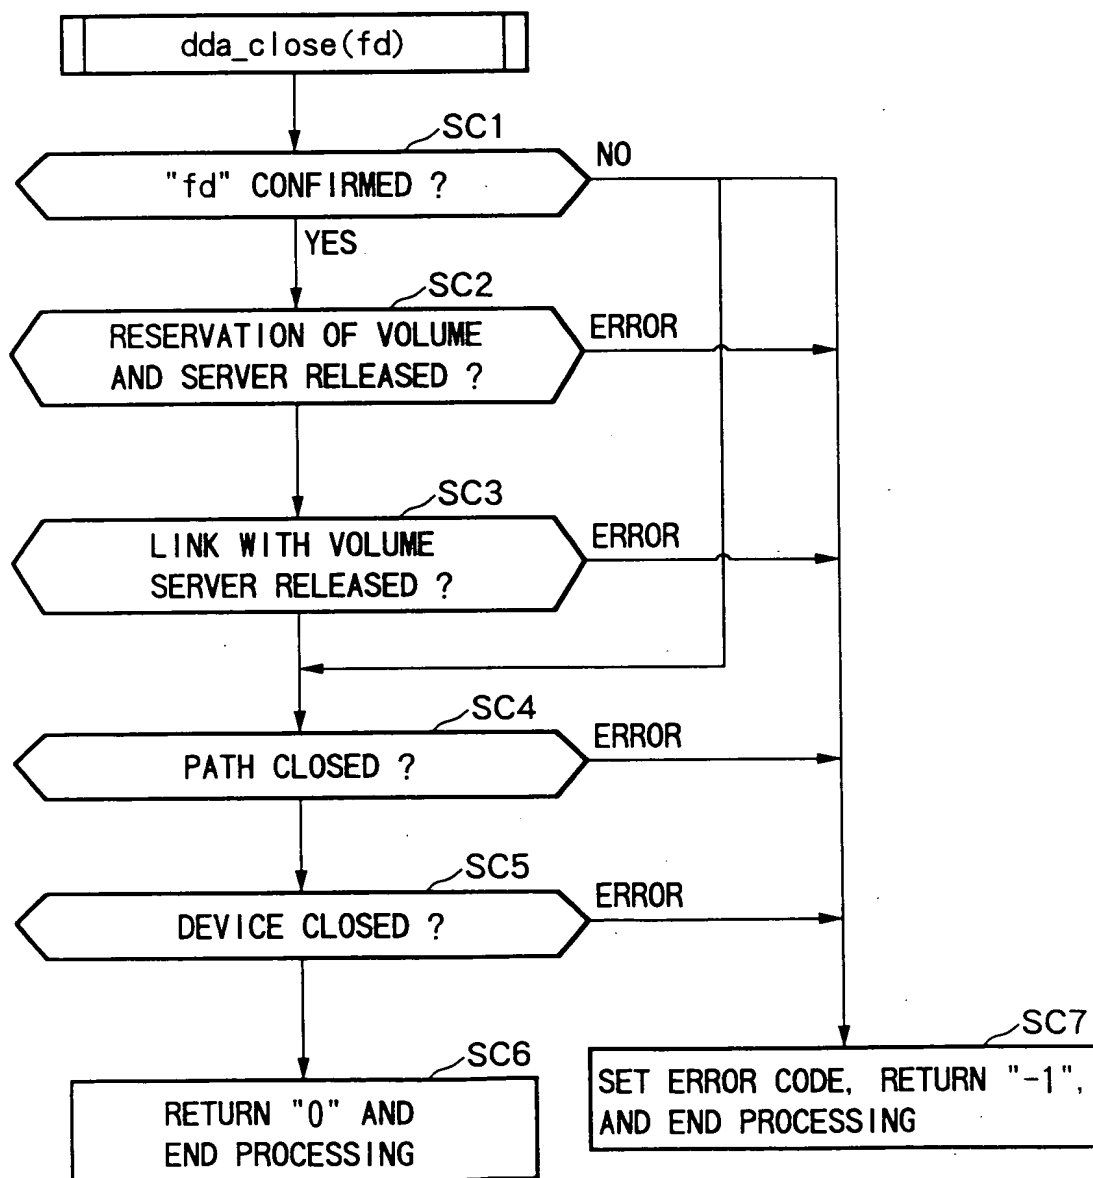 dda_close(fd)
SC1
"fd" CONFIRMED ?
NO
YES
SC2
RESERVATION OF VOLUME
AND SERVER RELEASED ?
ERROR
SC3
LINK WITH VOLUME
SERVER RELEASED ?
ERROR
SC4
PATH CLOSED ?
ERROR
SC5
DEVICE CLOSED ?
ERROR
SC6
RETURN "0" AND
END PROCESSING
SC7
SET ERROR CODE, RETURN "-1",
AND END PROCESSING